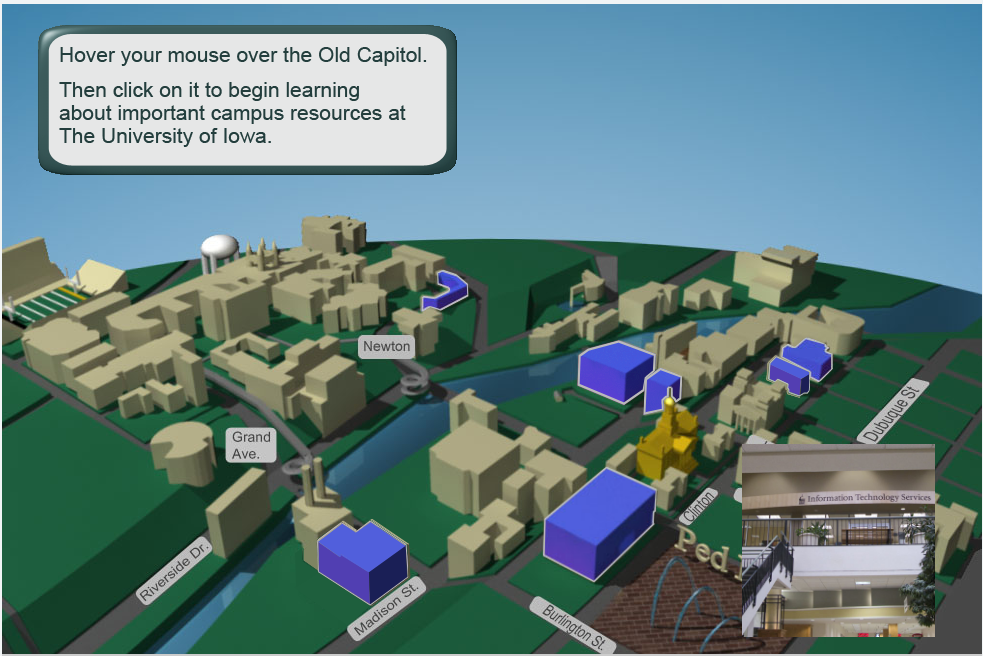 Hover your mouse over the Old Capitol.
Then click on it to begin learning
about important campus resources at
The University of Iowa.
Newton
Grand
Ave.
Dubuque St
Information Technology Services
Clinton
Ped
Riverside Dr.
Madison St.
Burlington St.